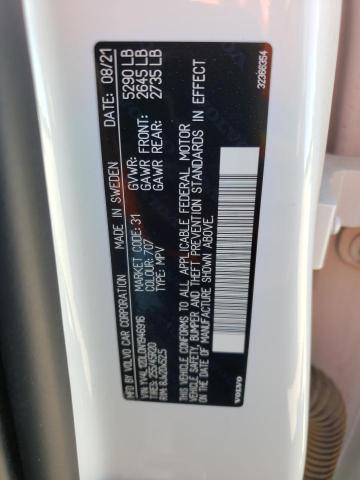 MFD. BY VOLVO CAR CORPORATION
MADE IN SWEDEN
DATE: 08/21
MARKET CODE: 31
COLOUR: 707
TYPE: MPV
GVWR: 5290 LB
GAWR FRONT: 2645 LB
GAWR REAR: 2735 LB
THIS VEHICLE CONFORMS TO ALL APPLICABLE FEDERAL MOTOR
VEHICLE SAFETY, BUMPER, AND THEFT PREVENTION STANDARDS IN EFFECT
ON THE DATE OF MANUFACTURE SHOWN ABOVE.
VOLVO
32366354